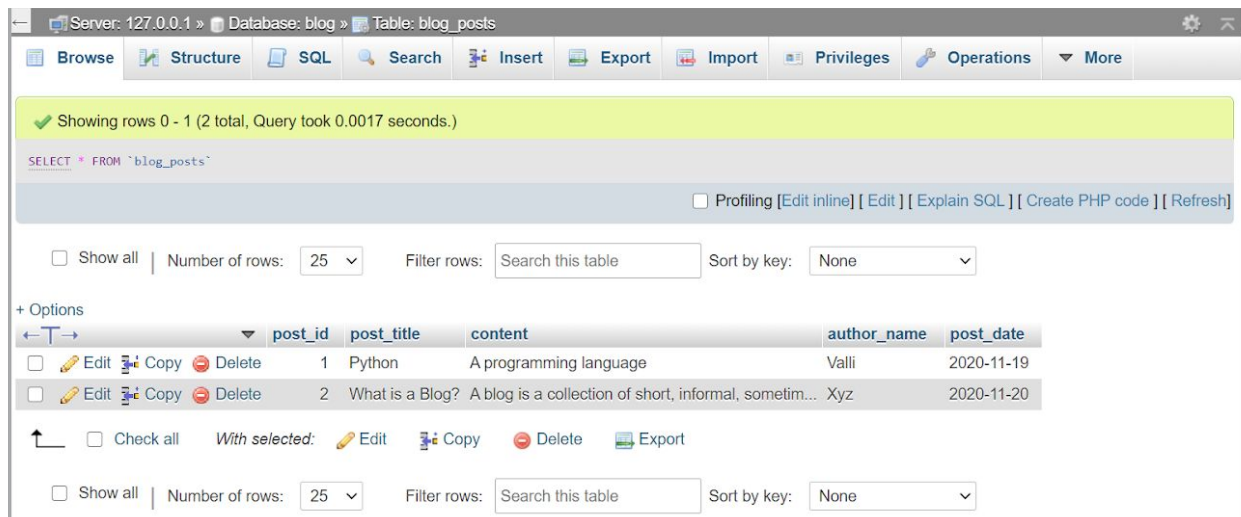 Server: 127.0.0.1 » Database: blog » Table: blog_posts
Browse Structure SQL Search Insert Export Import Privileges Operations More
Showing rows 0 - 1 (2 total, Query took 0.0017 seconds.)
SELECT * FROM `blog_posts`
Profiling [Edit inline] [ Edit ] [ Explain SQL ] [ Create PHP code ] [ Refresh]
Show all | Number of rows: 25 Filter rows: Search this table Sort by key: None
+ Options
←T→ post_id post_title content author_name post_date
Edit Copy Delete 1 Python A programming language Valli 2020-11-19
Edit Copy Delete 2 What is a Blog? A blog is a collection of short, informal, sometim... Xyz 2020-11-20
Check all With selected: Edit Copy Delete Export
Show all | Number of rows: 25 Filter rows: Search this table Sort by key: None